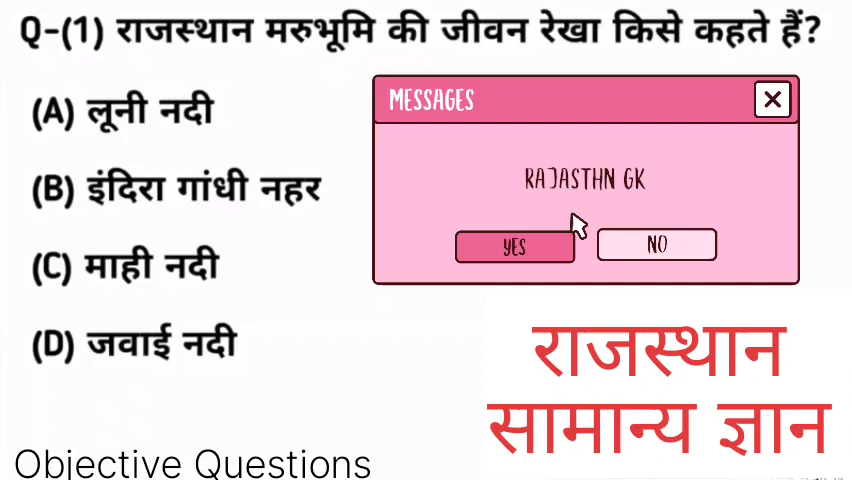 Q-(1) राजस्थान मरुभूमि की जीवन रेखा किसे कहते हैं?
(A) लूनी नदी
(B) इंदिरा गांधी नहर
(C) माही नदी
(D) जवाई नदी
MESSAGES
RAJASTHN GK
YES
NO
राजस्थान
सामान्य ज्ञान
Objective Questions